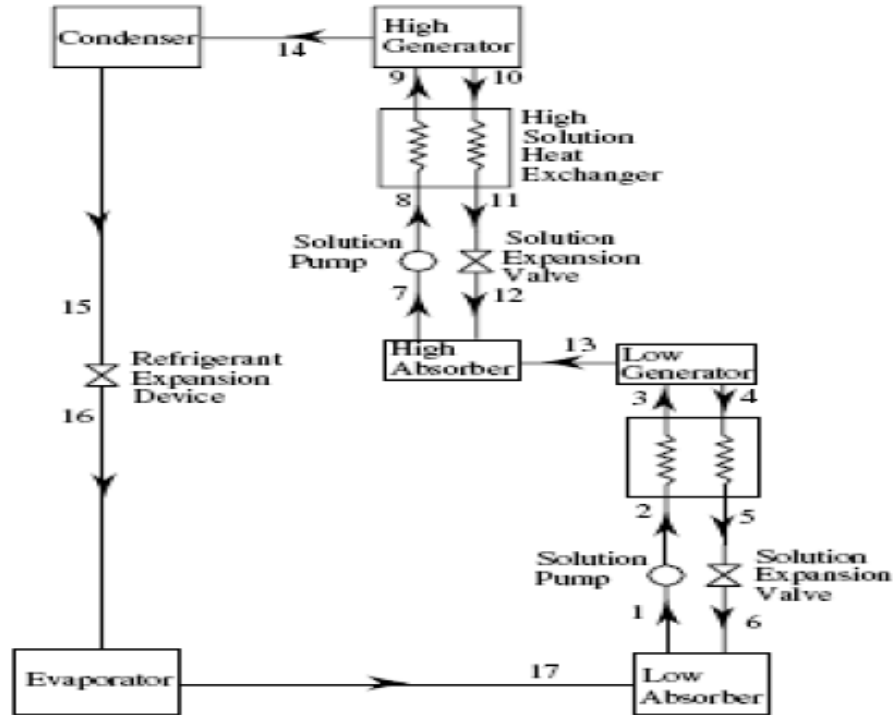 Condenser
14
High
Generator
9
10
High
Solution
Heat
Exchanger
8
11
Solution
Pump
Solution
Expansion
Valve
7
12
15
High
Absorber
13
Low
Generator
Refrigerant
Expansion
Device
16
3
4
2
5
Solution
Pump
Solution
Expansion
Valve
1
6
Evaporator
17
Low
Absorber